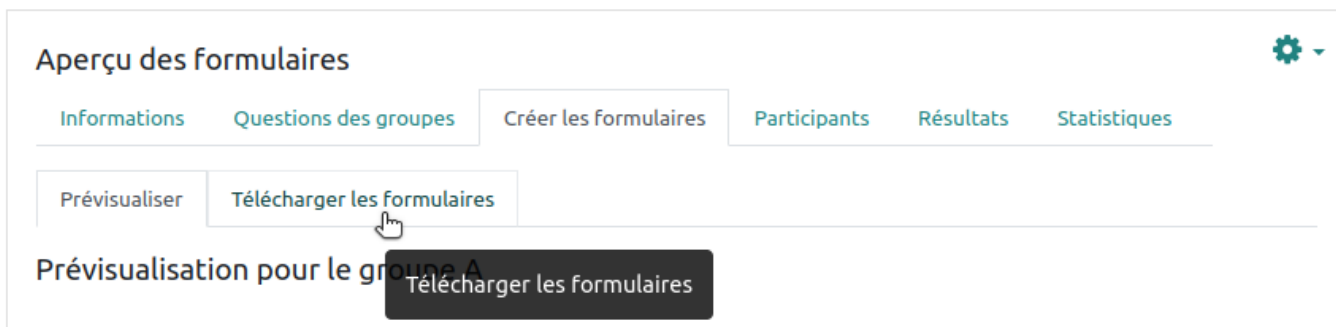 Aperçu des formulaires
Informations Questions des groupes Créer les formulaires Participants Résultats Statistiques
Prévisualiser Télécharger les formulaires
Prévisualisation pour le groupe A
Télécharger les formulaires